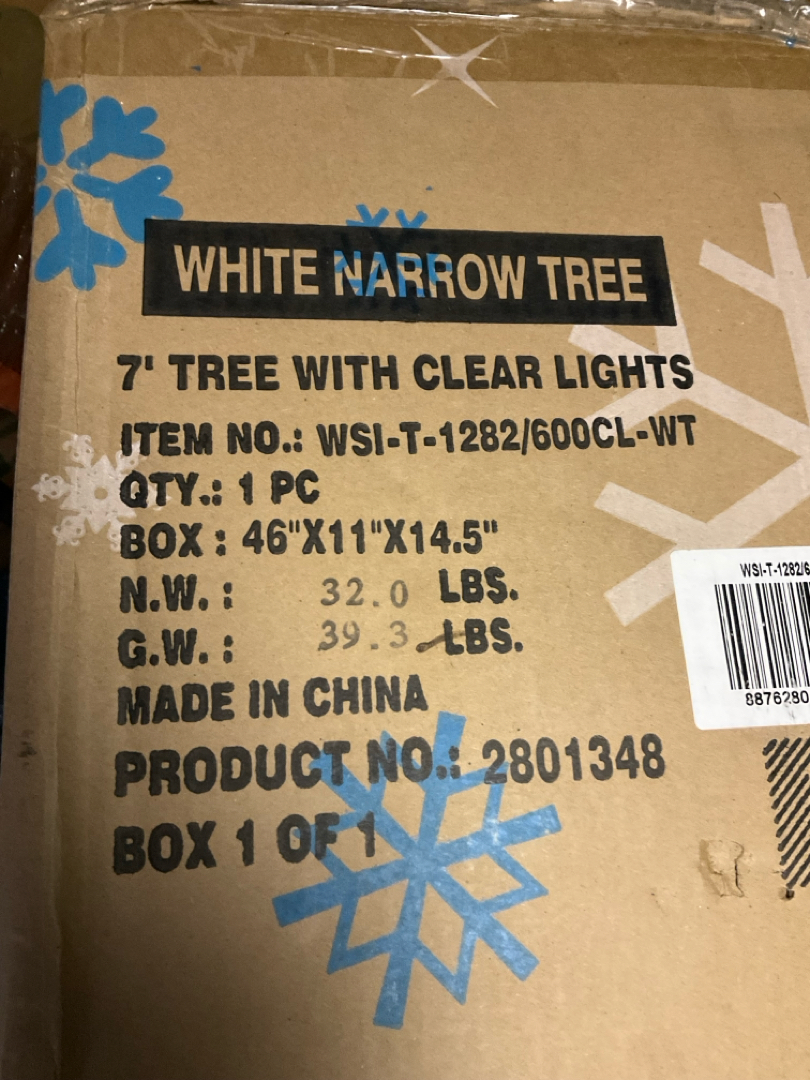 WHITE NARROW TREE
7' TREE WITH CLEAR LIGHTS
ITEM NO.: WSI-T-1282/600CL-WT
QTY.: 1 PC
BOX : 46"X11"X14.5"
N.W. : 32.0 LBS.
G.W. : 39.3 LBS.
MADE IN CHINA
PRODUCT NO.: 2801348
BOX 1 OF 1
WSI-T-1282/6
8876280